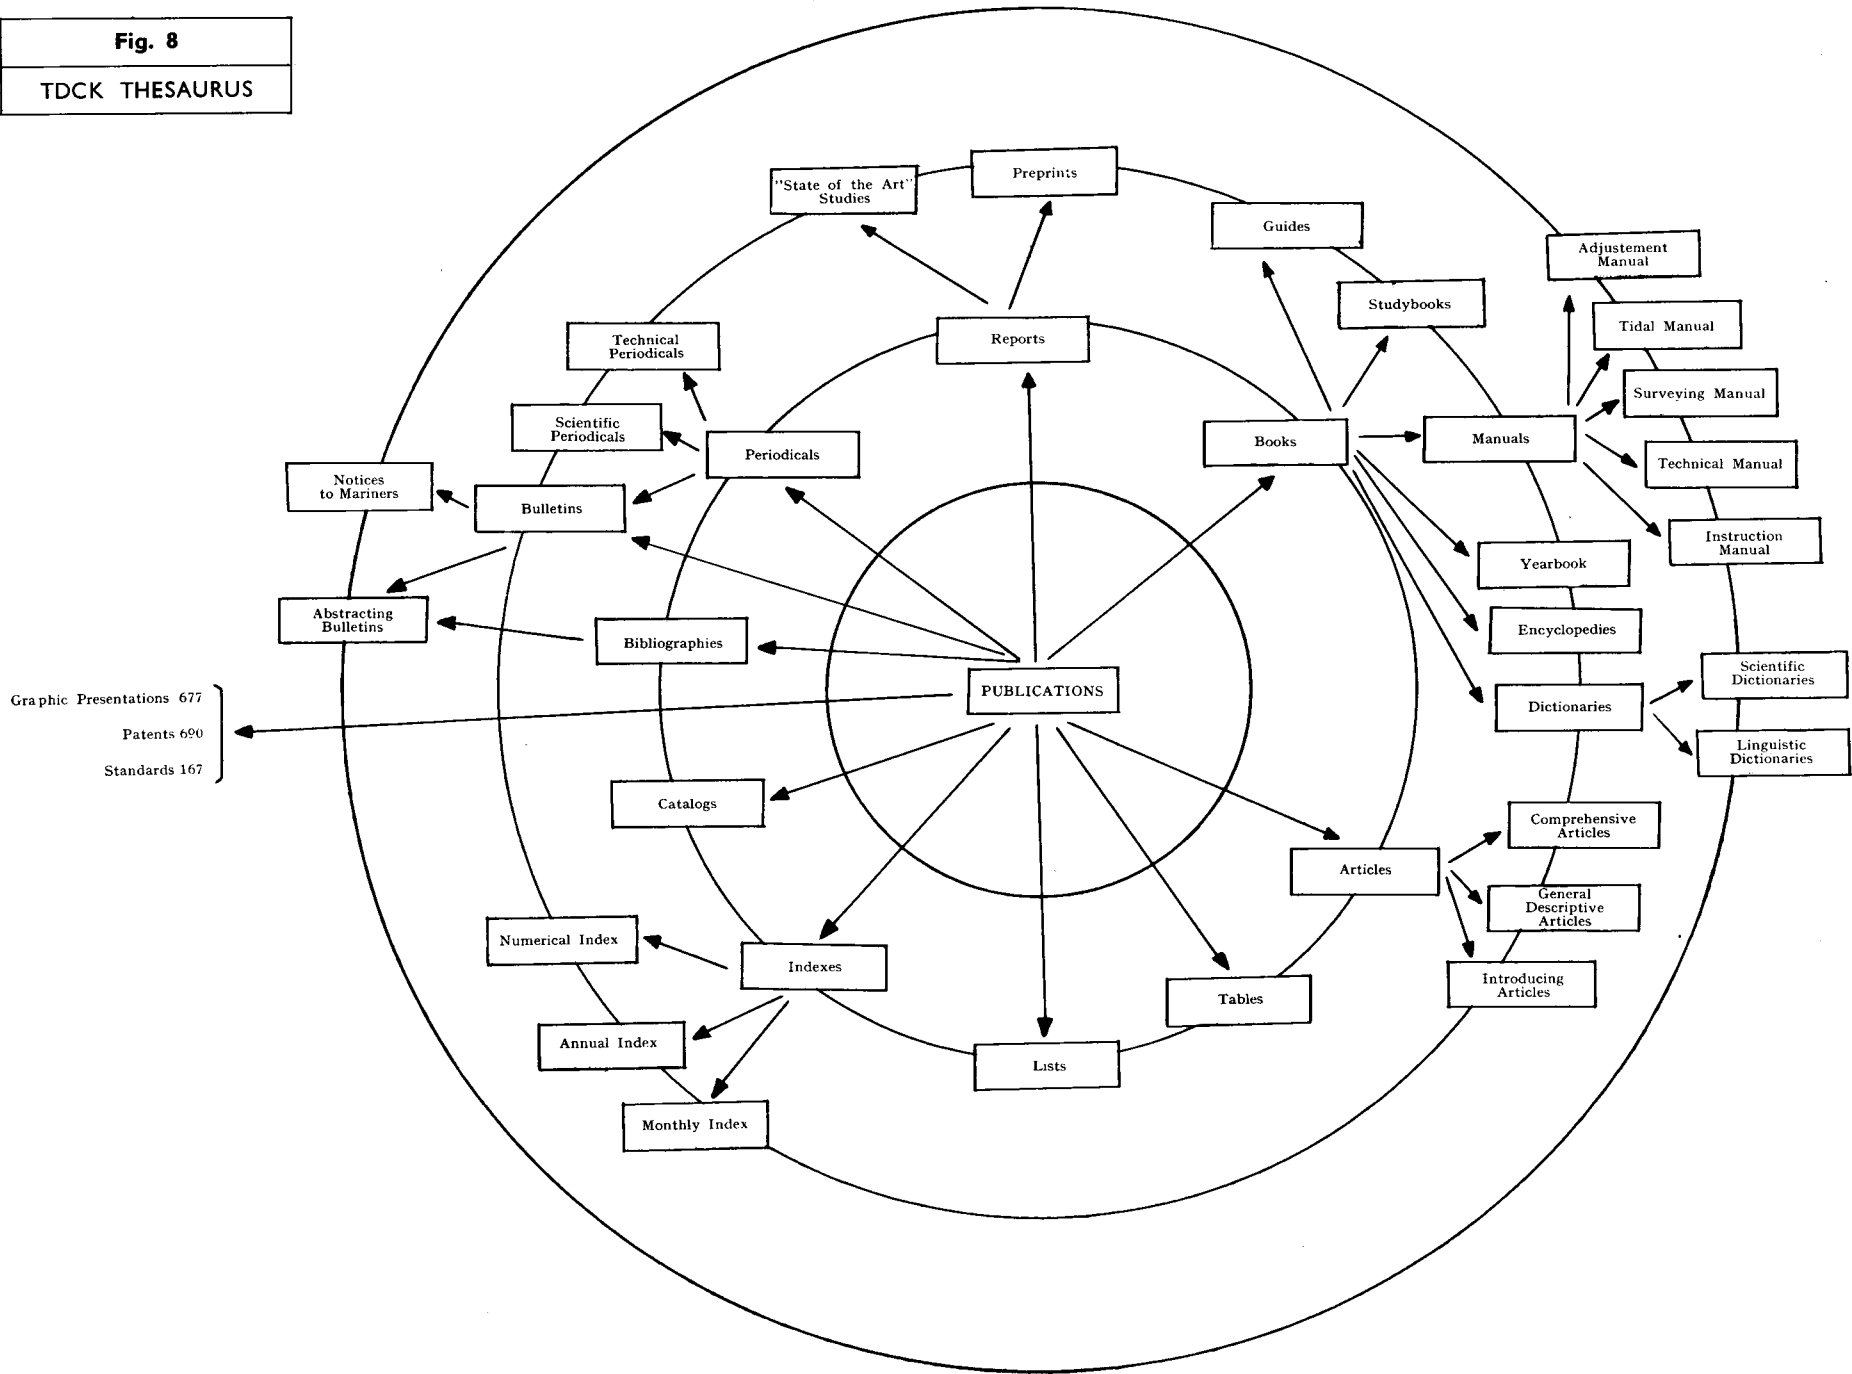 Fig. 8
TDCK THESAURUS
"State of the Art"
Studies
Preprints
Guides
Studybooks
Adjustement
Manual
Tidal Manual
Surveying Manual
Technical Manual
Instruction
Manual
Technical
Periodicals
Reports
Scientific
Periodicals
Periodicals
Books
Manuals
Notices
to Mariners
Bulletins
Yearbook
Abstracting
Bulletins
Bibliographies
Encyclopedies
PUBLICATIONS
Dictionaries
Scientific
Dictionaries
Linguistic
Dictionaries
Graphic Presentations 677
Patents 690
Standards 167
Catalogs
Comprehensive
Articles
Articles
General
Descriptive
Articles
Introducing
Articles
Numerical Index
Indexes
Tables
Annual Index
Lists
Monthly Index